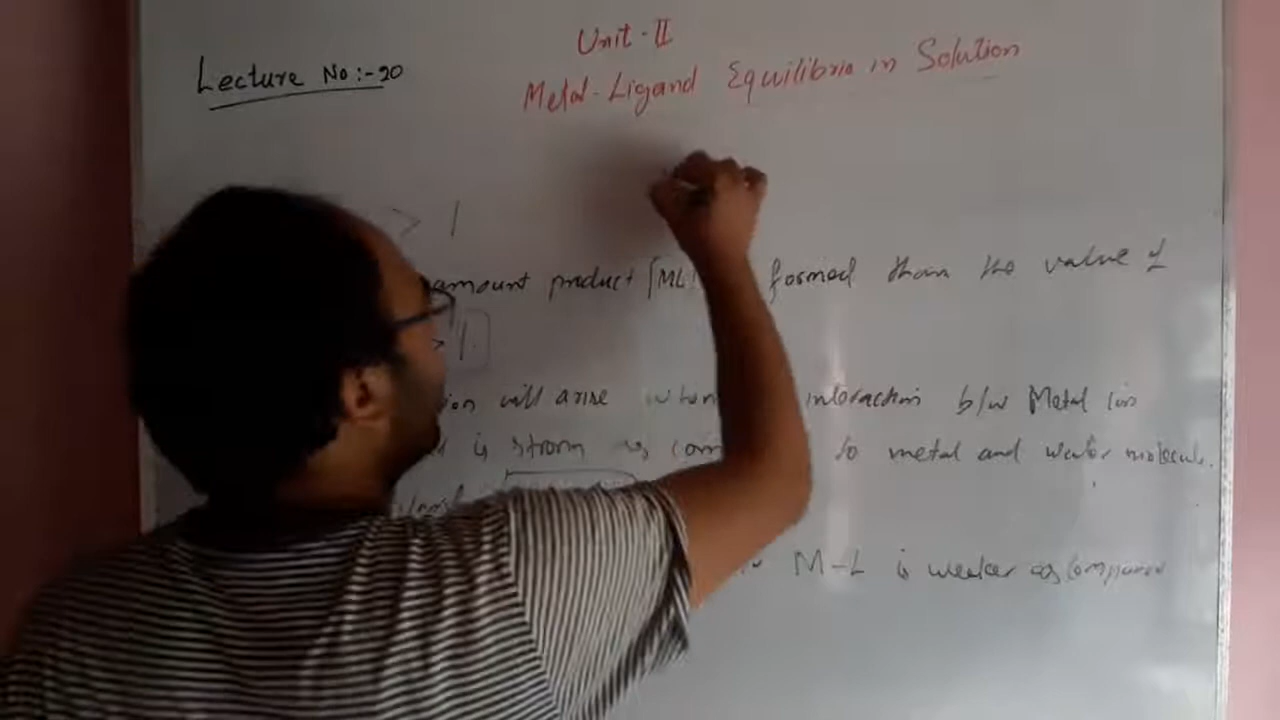 Unit - II
Lecture No :- 20
Metal - Ligand Equilibria in Solution
> 1
amount product [ML formed than the value of
> 1
will arise when interaction b/w Metal ion
is strong as to metal and water molecule.
M-L is weaker as compared